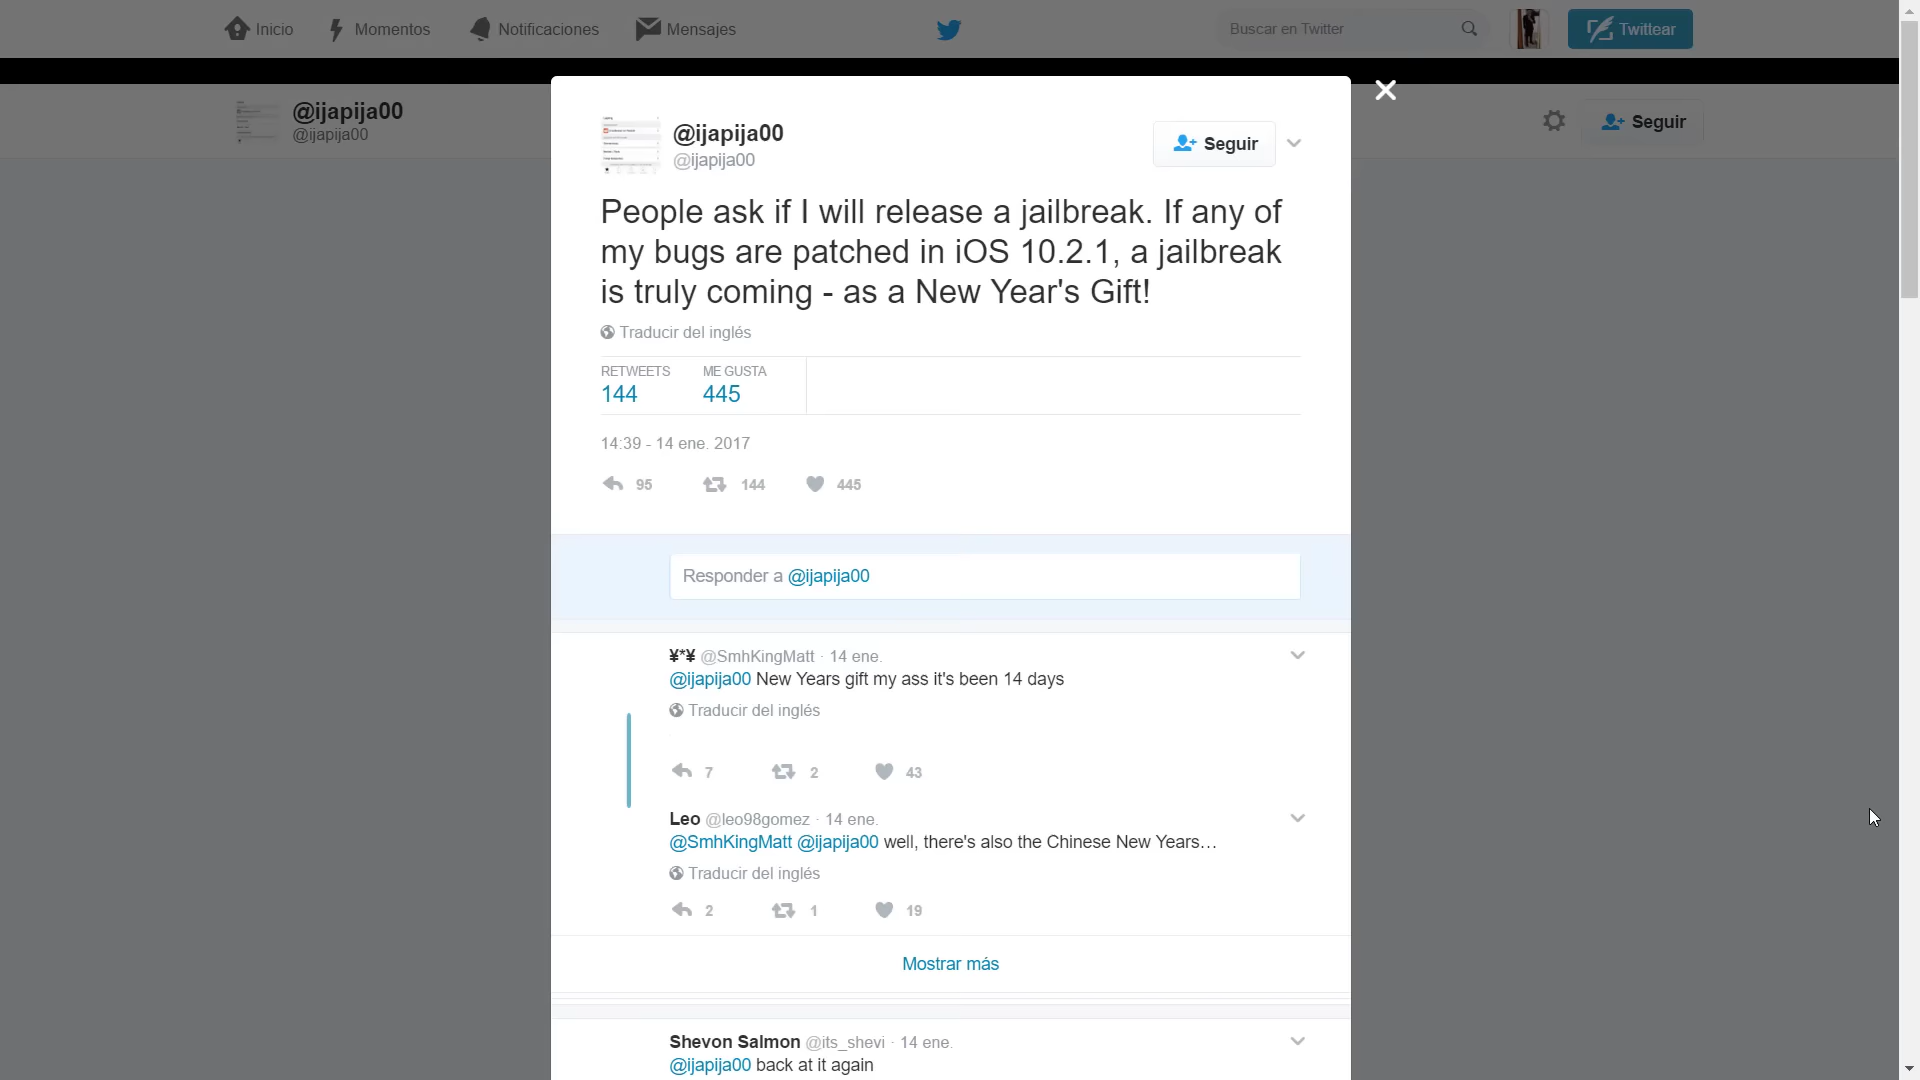 Inicio Momentos Notificaciones Mensajes Buscar en Twitter Twittear
@ijapija00
@ijapija00
Seguir
@ijapija00
@ijapija00
Seguir
People ask if I will release a jailbreak. If any of
my bugs are patched in iOS 10.2.1, a jailbreak
is truly coming - as a New Year's Gift!
Traducir del inglés
RETWEETS ME GUSTA
144 445
14:39 - 14 ene. 2017
95 144 445
Responder a @ijapija00
¥*¥ @SmhKingMatt · 14 ene.
@ijapija00 New Years gift my ass it's been 14 days
Traducir del inglés
7 2 43
Leo @leo98gomez · 14 ene.
@SmhKingMatt @ijapija00 well, there's also the Chinese New Years…
Traducir del inglés
2 1 19
Mostrar más
Shevon Salmon @its_shevi · 14 ene.
@ijapija00 back at it again